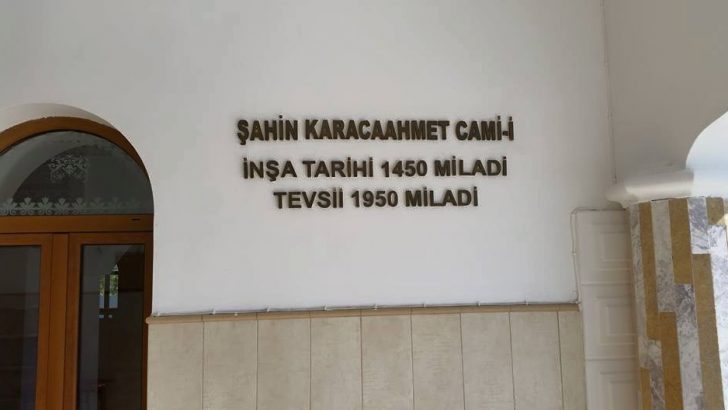 ŞAHİN KARACAAHMET CAMİ-İ
İNŞA TARİHİ 1450 MİLADİ
TEVSİİ 1950 MİLADİ